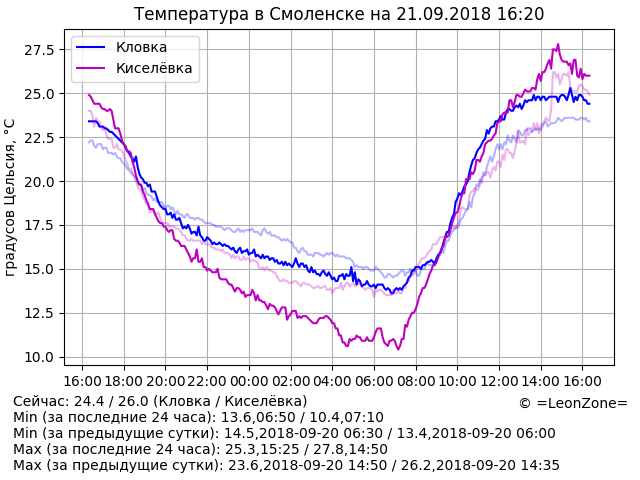 Температура в Смоленске на 21.09.2018 16:20
Кловка
Киселёвка
градусов Цельсия, °C
27.5
25.0
22.5
20.0
17.5
15.0
12.5
10.0
16:00 18:00 20:00 22:00 00:00 02:00 04:00 06:00 08:00 10:00 12:00 14:00 16:00
Сейчас: 24.4 / 26.0 (Кловка / Киселёвка)
© =LeonZone=
Min (за последние 24 часа): 13.6,06:50 / 10.4,07:10
Min (за предыдущие сутки): 14.5,2018-09-20 06:30 / 13.4,2018-09-20 06:00
Max (за последние 24 часа): 25.3,15:25 / 27.8,14:50
Max (за предыдущие сутки): 23.6,2018-09-20 14:50 / 26.2,2018-09-20 14:35